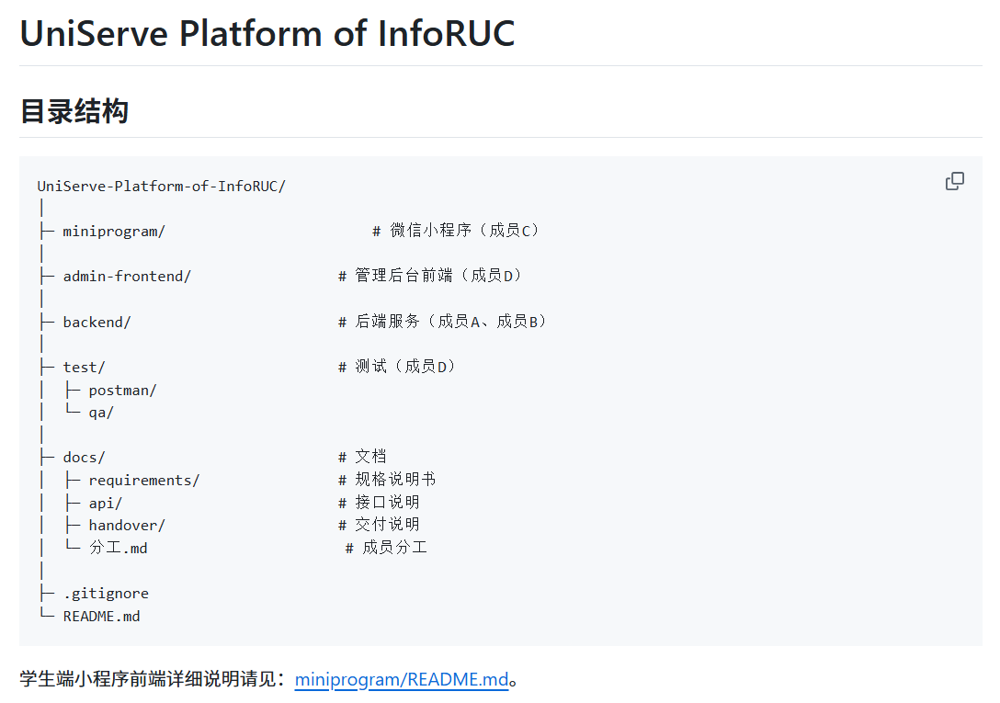 UniServe Platform of InfoRUC
目录结构
UniServe-Platform-of-InfoRUC/
│
├─ miniprogram/                        # 微信小程序（成员C）
│
├─ admin-frontend/                 # 管理后台前端（成员D）
│
├─ backend/                        # 后端服务（成员A、成员B）
│
├─ test/                           # 测试（成员D）
│  ├─ postman/
│  └─ qa/
│
├─ docs/                           # 文档
│  ├─ requirements/                # 规格说明书
│  ├─ api/                         # 接口说明
│  ├─ handover/                    # 交付说明
│  └─ 分工.md                       # 成员分工
│
├─ .gitignore
└─ README.md
学生端小程序前端详细说明请见：miniprogram/README.md。